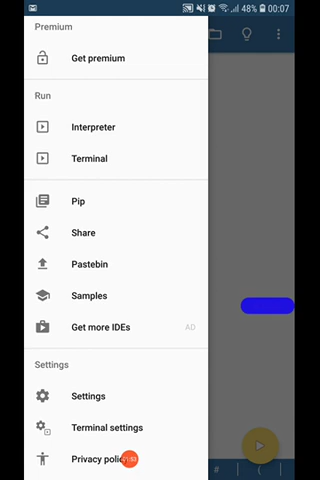 48% 00:07
Premium
Get premium
Run
Interpreter
Terminal
Pip
Share
Pastebin
Samples
Get more IDEs AD
Settings
Settings
Terminal settings
Privacy policy
# (